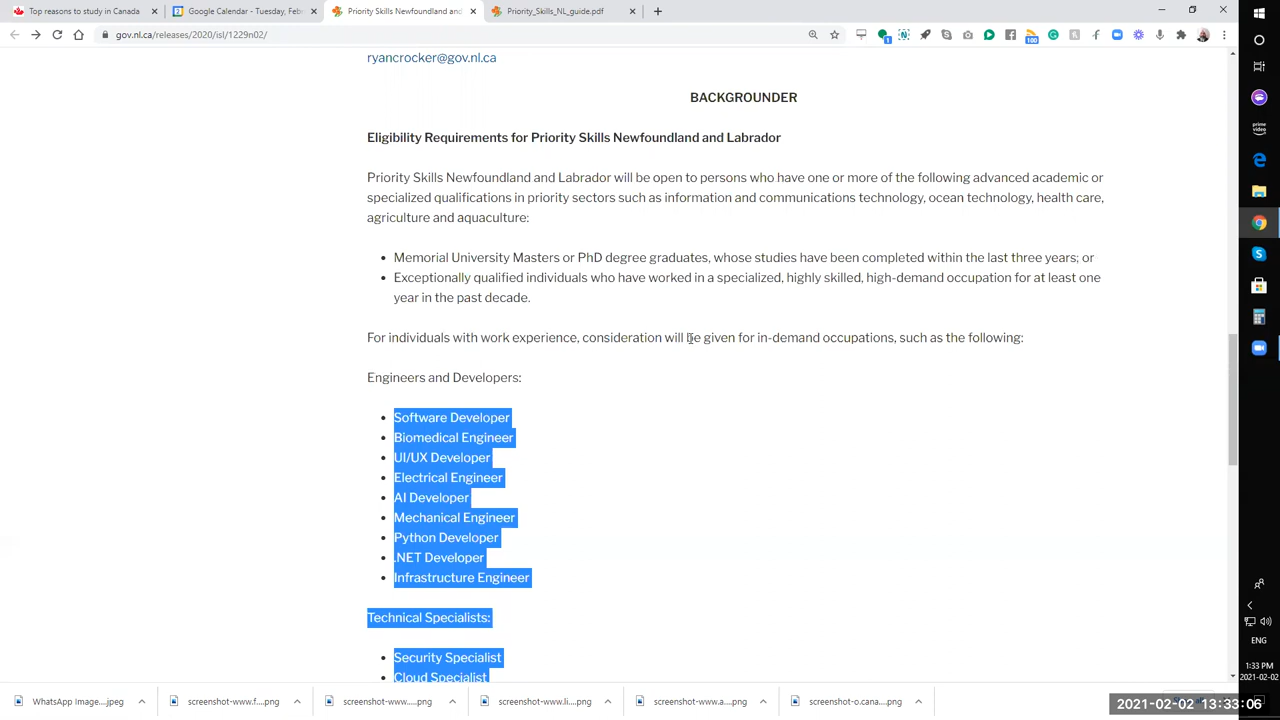 Top reasons to study in Canada
Google Calendar - Tuesday, Feb
Priority Skills Newfoundland and
Priority_Skills_NL_guide.pdf
gov.nl.ca/releases/2020/isl/1229n02/
ryancrocker@gov.nl.ca
BACKGROUNDER
Eligibility Requirements for Priority Skills Newfoundland and Labrador
Priority Skills Newfoundland and Labrador will be open to persons who have one or more of the following advanced academic or
specialized qualifications in priority sectors such as information and communications technology, ocean technology, health care,
agriculture and aquaculture:
• Memorial University Masters or PhD degree graduates, whose studies have been completed within the last three years; or
• Exceptionally qualified individuals who have worked in a specialized, highly skilled, high-demand occupation for at least one
year in the past decade.
For individuals with work experience, consideration will be given for in-demand occupations, such as the following:
Engineers and Developers:
• Software Developer
• Biomedical Engineer
• UI/UX Developer
• Electrical Engineer
• AI Developer
• Mechanical Engineer
• Python Developer
• .NET Developer
• Infrastructure Engineer
Technical Specialists:
• Security Specialist
• Cloud Specialist
prime video
100
1
ENG
1:33 PM
2021-02-02
WhatsApp Image....jpeg
screenshot-www.f....png
screenshot-www.....png
screenshot-www.li....png
screenshot-www.a....png
screenshot-o.cana....png
2021-02-02 13:33:06